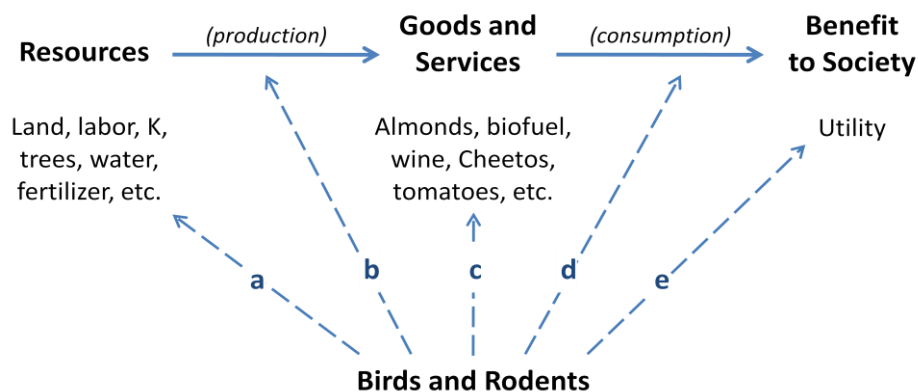 Resources
(production)
Goods and
Services
(consumption)
Benefit
to Society
Land, labor, K,
trees, water,
fertilizer, etc.
Almonds, biofuel,
wine, Cheetos,
tomatoes, etc.
Utility
a
b
c
d
e
Birds and Rodents